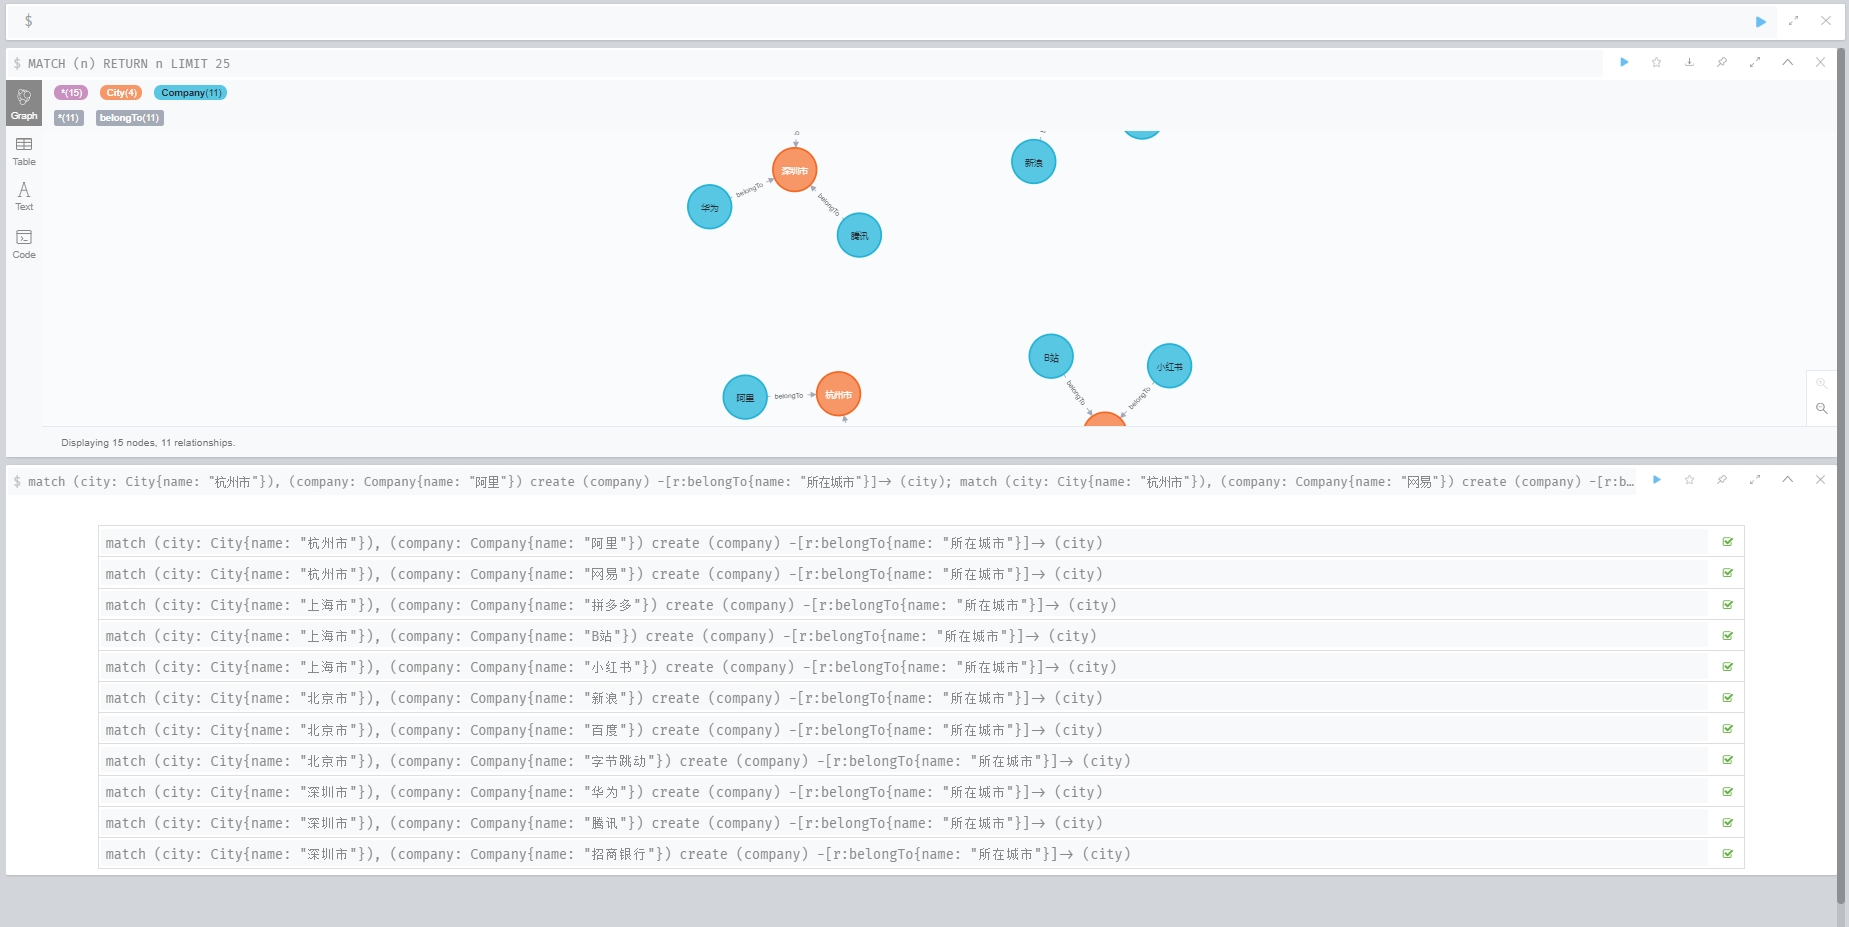 $
$ MATCH (n) RETURN n LIMIT 25
*(15) City(4) Company(11)
*(11) belongTo(11)
Graph
Table
Text
Code
深圳市
belongTo
华为
belongTo
腾讯
新浪
B站
小红书
belongTo
belongTo
阿里
belongTo
杭州市
Displaying 15 nodes, 11 relationships.
$ match (city: City{name: "杭州市"}), (company: Company{name: "阿里"}) create (company) -[r:belongTo{name: "所在城市"}]-> (city); match (city: City{name: "杭州市"}), (company: Company{name: "网易"}) create (company) -[r:b…
match (city: City{name: "杭州市"}), (company: Company{name: "阿里"}) create (company) -[r:belongTo{name: "所在城市"}]-> (city)
match (city: City{name: "杭州市"}), (company: Company{name: "网易"}) create (company) -[r:belongTo{name: "所在城市"}]-> (city)
match (city: City{name: "上海市"}), (company: Company{name: "拼多多"}) create (company) -[r:belongTo{name: "所在城市"}]-> (city)
match (city: City{name: "上海市"}), (company: Company{name: "B站"}) create (company) -[r:belongTo{name: "所在城市"}]-> (city)
match (city: City{name: "上海市"}), (company: Company{name: "小红书"}) create (company) -[r:belongTo{name: "所在城市"}]-> (city)
match (city: City{name: "北京市"}), (company: Company{name: "新浪"}) create (company) -[r:belongTo{name: "所在城市"}]-> (city)
match (city: City{name: "北京市"}), (company: Company{name: "百度"}) create (company) -[r:belongTo{name: "所在城市"}]-> (city)
match (city: City{name: "北京市"}), (company: Company{name: "字节跳动"}) create (company) -[r:belongTo{name: "所在城市"}]-> (city)
match (city: City{name: "深圳市"}), (company: Company{name: "华为"}) create (company) -[r:belongTo{name: "所在城市"}]-> (city)
match (city: City{name: "深圳市"}), (company: Company{name: "腾讯"}) create (company) -[r:belongTo{name: "所在城市"}]-> (city)
match (city: City{name: "深圳市"}), (company: Company{name: "招商银行"}) create (company) -[r:belongTo{name: "所在城市"}]-> (city)